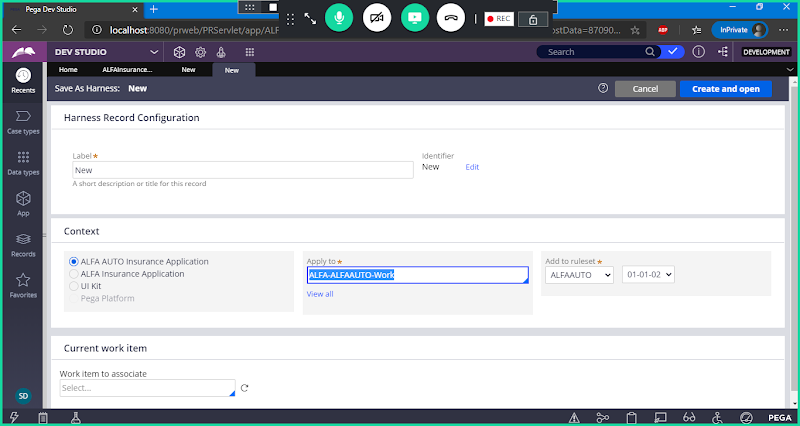 Pega Dev Studio
localhost:8080/prweb/PRServlet/app/ALF
ostData=87090...
ABP
InPrivate
REC
DEV STUDIO
Search
DEVELOPMENT
Home
ALFAInsurance...
New
New
Recents
Save As Harness: New
Cancel
Create and open
Harness Record Configuration
Case types
Label*
Identifier
New
New
Edit
Data types
A short description or title for this record
App
Context
ALFA AUTO Insurance Application
Apply to*
Add to ruleset*
Records
ALFA Insurance Application
ALFA-ALFAAUTO-Work
ALFAAUTO
01-01-02
UI Kit
View all
Favorites
Pega Platform
Current work item
Work item to associate
Select...
SD
PEGA